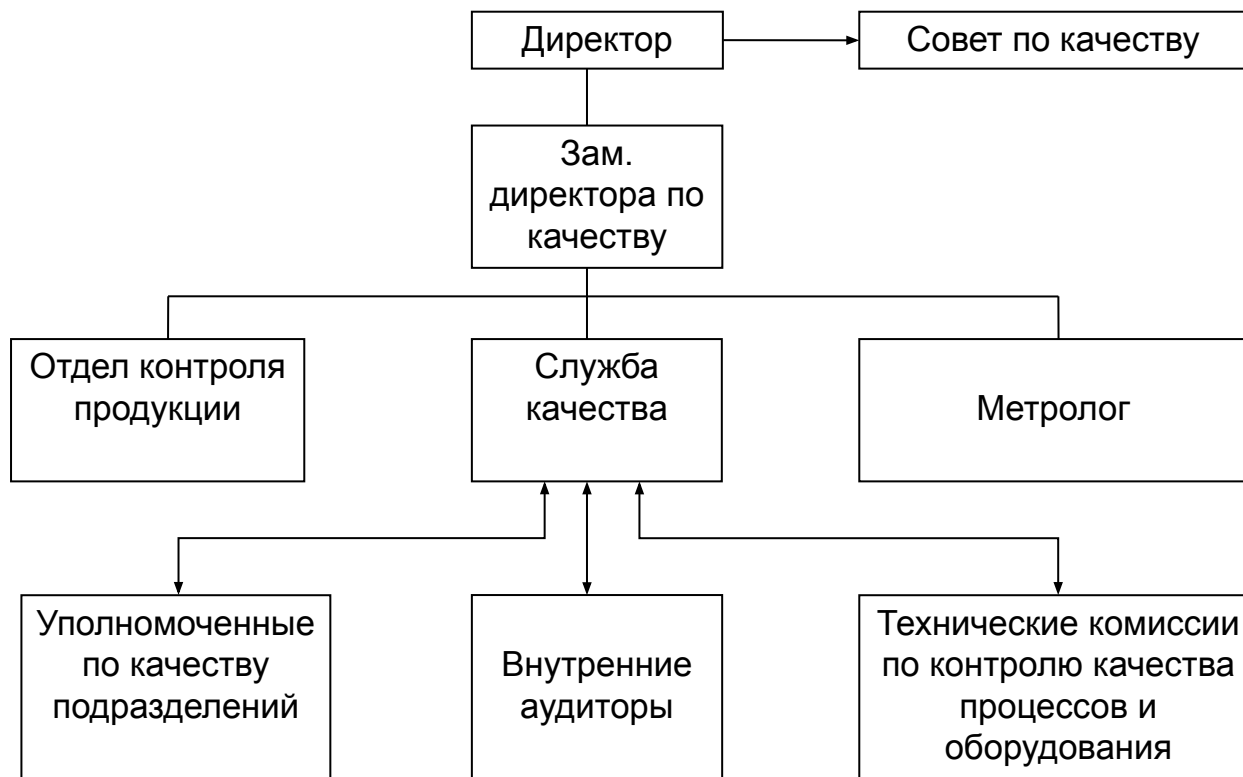 Директор
Совет по качеству
Зам.
директора по
качеству
Отдел контроля
продукции
Служба
качества
Метролог
Уполномоченные
по качеству
подразделений
Внутренние
аудиторы
Технические комиссии
по контролю качества
процессов и
оборудования